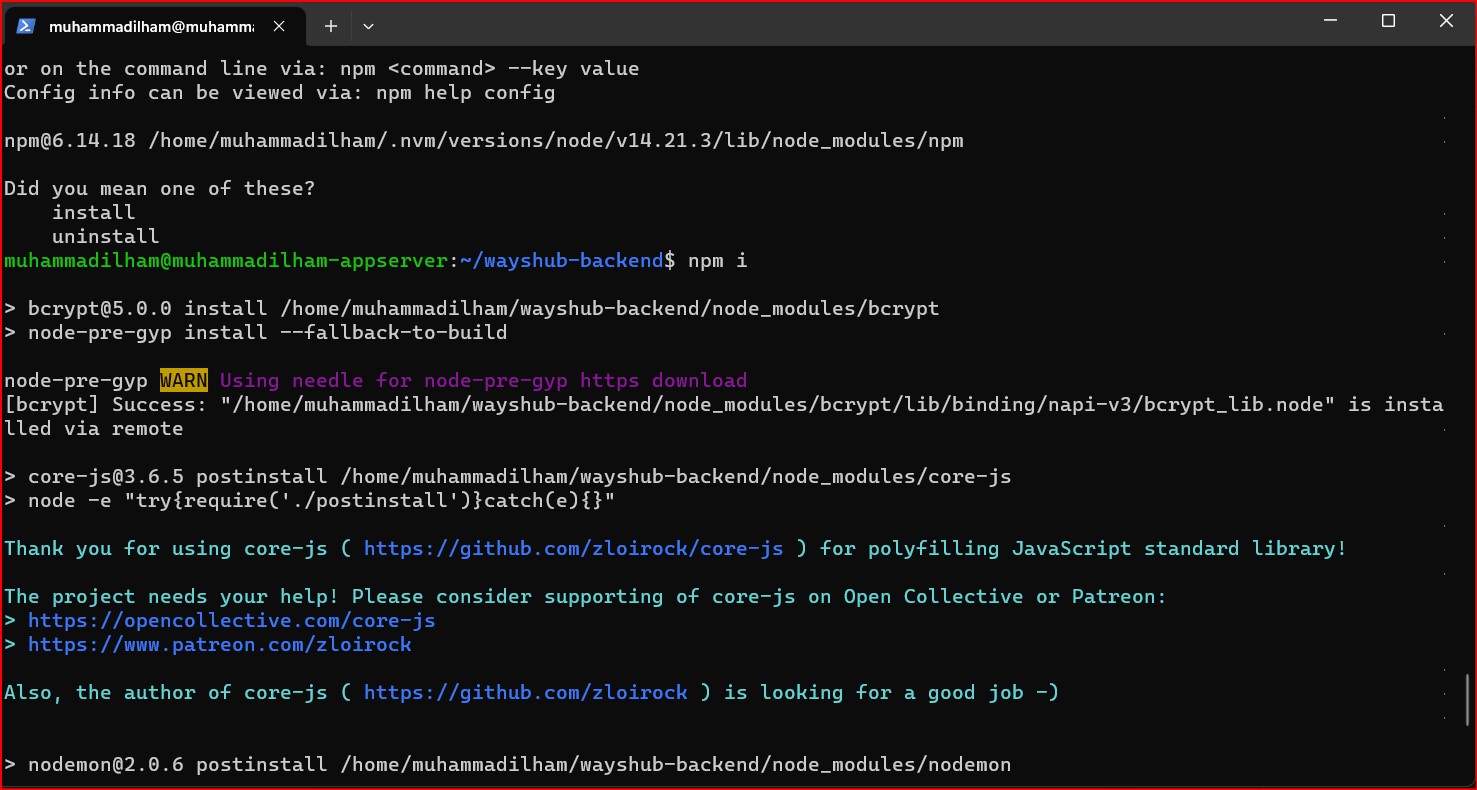 muhammadilham@muhamma
or on the command line via: npm <command> --key value
Config info can be viewed via: npm help config
npm@6.14.18 /home/muhammadilham/.nvm/versions/node/v14.21.3/lib/node_modules/npm
Did you mean one of these?
    install
    uninstall
muhammadilham@muhammadilham-appserver:~/wayshub-backend$ npm i
> bcrypt@5.0.0 install /home/muhammadilham/wayshub-backend/node_modules/bcrypt
> node-pre-gyp install --fallback-to-build
node-pre-gyp WARN Using needle for node-pre-gyp https download
[bcrypt] Success: "/home/muhammadilham/wayshub-backend/node_modules/bcrypt/lib/binding/napi-v3/bcrypt_lib.node" is insta
lled via remote
> core-js@3.6.5 postinstall /home/muhammadilham/wayshub-backend/node_modules/core-js
> node -e "try{require('./postinstall')}catch(e){}"
Thank you for using core-js ( https://github.com/zloirock/core-js ) for polyfilling JavaScript standard library!
The project needs your help! Please consider supporting of core-js on Open Collective or Patreon:
> https://opencollective.com/core-js
> https://www.patreon.com/zloirock
Also, the author of core-js ( https://github.com/zloirock ) is looking for a good job -)
> nodemon@2.0.6 postinstall /home/muhammadilham/wayshub-backend/node_modules/nodemon